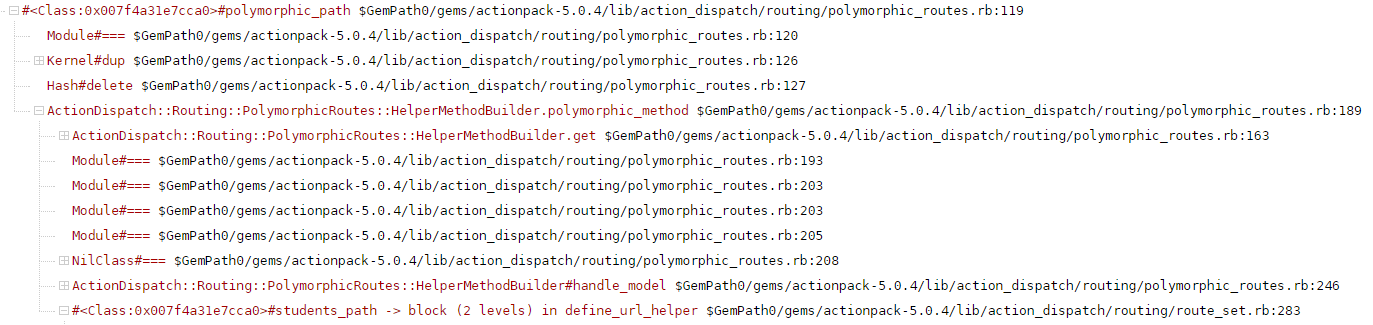 #<Class:0x007f4a31e7cca0>#polymorphic_path $GemPath0/gems/actionpack-5.0.4/lib/action_dispatch/routing/polymorphic_routes.rb:119
Module#=== $GemPath0/gems/actionpack-5.0.4/lib/action_dispatch/routing/polymorphic_routes.rb:120
Kernel#dup $GemPath0/gems/actionpack-5.0.4/lib/action_dispatch/routing/polymorphic_routes.rb:126
Hash#delete $GemPath0/gems/actionpack-5.0.4/lib/action_dispatch/routing/polymorphic_routes.rb:127
ActionDispatch::Routing::PolymorphicRoutes::HelperMethodBuilder.polymorphic_method $GemPath0/gems/actionpack-5.0.4/lib/action_dispatch/routing/polymorphic_routes.rb:189
ActionDispatch::Routing::PolymorphicRoutes::HelperMethodBuilder.get $GemPath0/gems/actionpack-5.0.4/lib/action_dispatch/routing/polymorphic_routes.rb:163
Module#=== $GemPath0/gems/actionpack-5.0.4/lib/action_dispatch/routing/polymorphic_routes.rb:193
Module#=== $GemPath0/gems/actionpack-5.0.4/lib/action_dispatch/routing/polymorphic_routes.rb:203
Module#=== $GemPath0/gems/actionpack-5.0.4/lib/action_dispatch/routing/polymorphic_routes.rb:203
Module#=== $GemPath0/gems/actionpack-5.0.4/lib/action_dispatch/routing/polymorphic_routes.rb:205
NilClass#=== $GemPath0/gems/actionpack-5.0.4/lib/action_dispatch/routing/polymorphic_routes.rb:208
ActionDispatch::Routing::PolymorphicRoutes::HelperMethodBuilder#handle_model $GemPath0/gems/actionpack-5.0.4/lib/action_dispatch/routing/polymorphic_routes.rb:246
#<Class:0x007f4a31e7cca0>#students_path -> block (2 levels) in define_url_helper $GemPath0/gems/actionpack-5.0.4/lib/action_dispatch/routing/route_set.rb:283